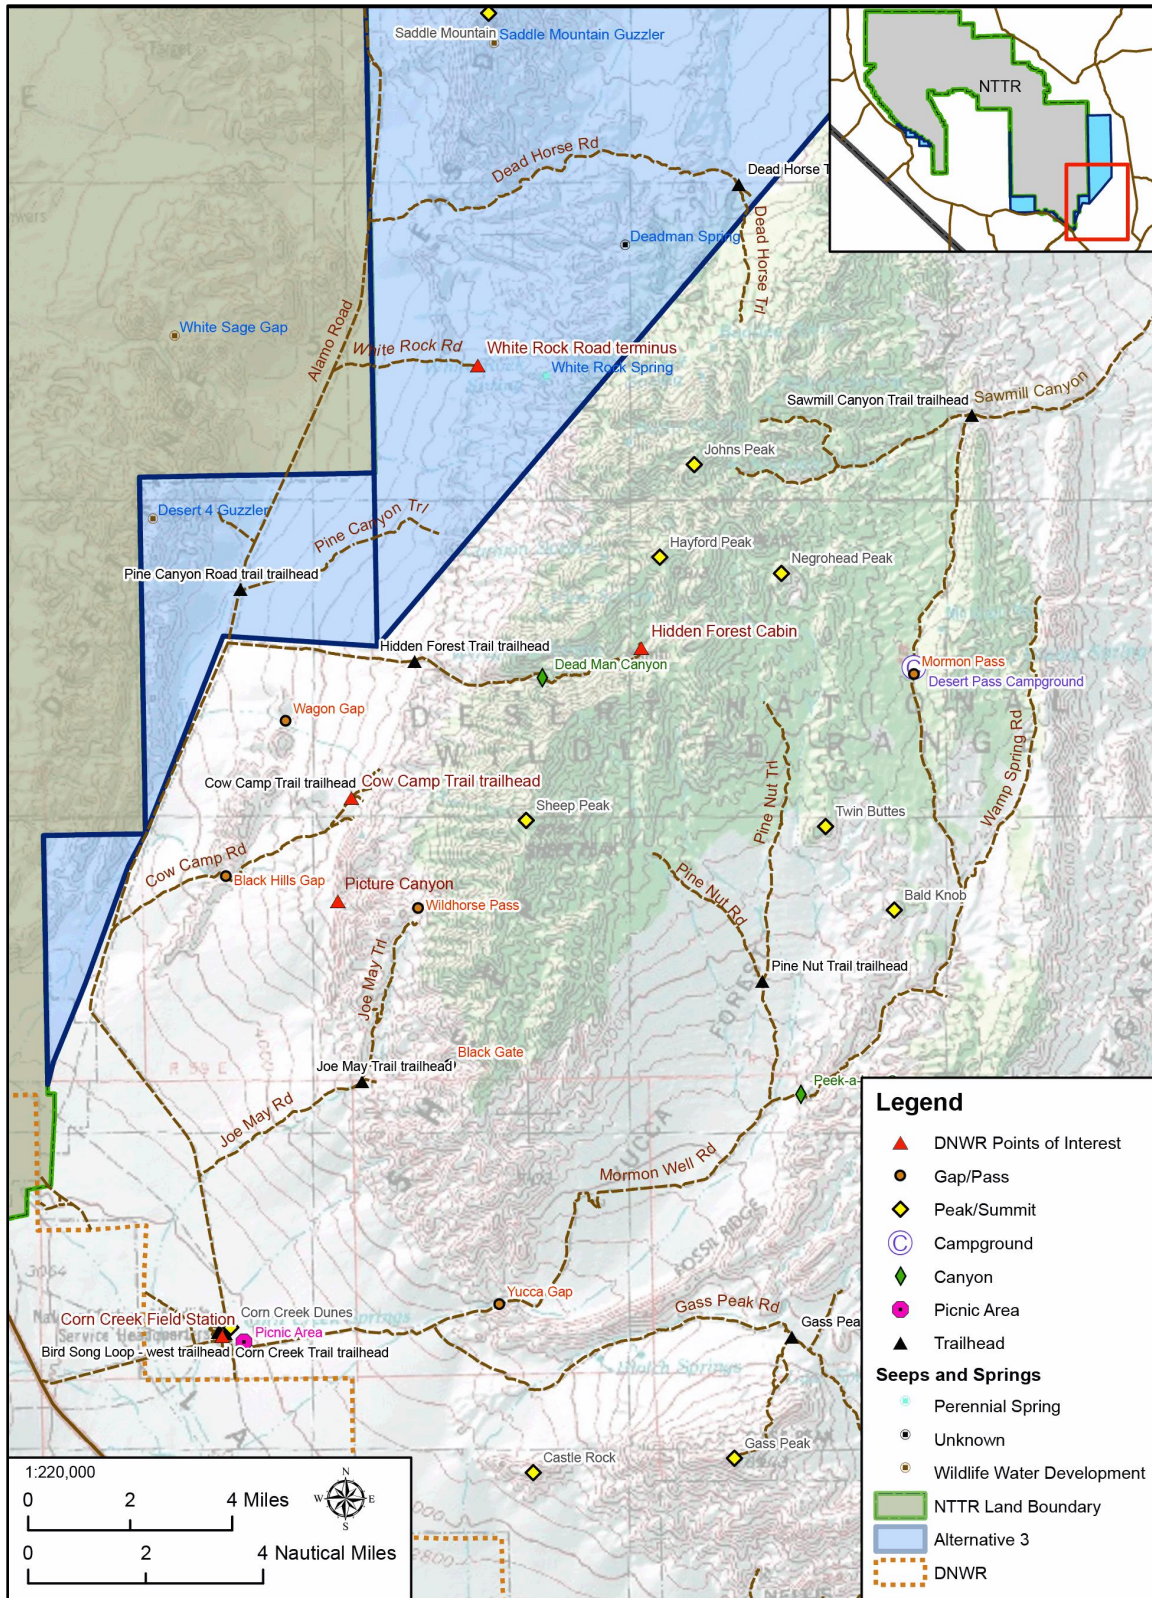 Saddle Mountain
Saddle Mountain Guzzler
NTTR
Dead Horse Rd
Dead Horse T
Dead Horse Trl
Deadman Spring
White Sage Gap
Alamo Road
White Rock Rd
White Rock Road terminus
White Rock Spring
Sawmill Canyon Trail trailhead
Sawmill Canyon
Johns Peak
Desert 4 Guzzler
Pine Canyon Trl
Hayford Peak
Negrohead Peak
Pine Canyon Road trail trailhead
Hidden Forest Cabin
Hidden Forest Trail trailhead
Dead Man Canyon
Mormon Pass
Desert Pass Campground
Wagon Gap
Wamp Spring Rd
Pine Nut Trl
Cow Camp Trail trailhead
Cow Camp Trail trailhead
Sheep Peak
Twin Buttes
Cow Camp Rd
Black Hills Gap
Picture Canyon
Wildhorse Pass
Pine Nut Rd
Bald Knob
Joe May Trl
Pine Nut Trail trailhead
Black Gate
Joe May Trail trailhead
Peek-a-
Joe May Rd
YUCCA
FOSSIL RIDGE
Mormon Well Rd
Yucca Gap
Gass Peak Rd
Gass Pea
3064
Corn Creek Dunes
Corn Creek Field Station
Picnic Area
Service Headquarters
Bird Song Loop - west trailhead
Corn Creek Trail trailhead
Castle Rock
Gass Peak
Legend
DNWR Points of Interest
Gap/Pass
Peak/Summit
Campground
Canyon
Picnic Area
Trailhead
Seeps and Springs
Perennial Spring
Unknown
Wildlife Water Development
NTTR Land Boundary
Alternative 3
DNWR
1:220,000
0 2 4 Miles
0 2 4 Nautical Miles
N
W E
S